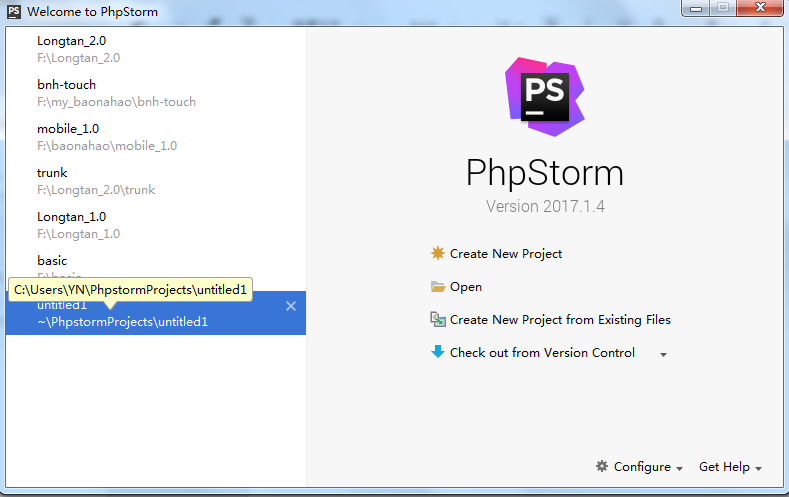 PS Welcome to PhpStorm
Longtan_2.0
F:\Longtan_2.0
bnh-touch
F:\my_baonahao\bnh-touch
mobile_1.0
F:\baonahao\mobile_1.0
trunk
F:\Longtan_2.0\trunk
Longtan_1.0
F:\Longtan_1.0
basic
F:\basic
C:\Users\YN\PhpstormProjects\untitled1
untitled1
~\PhpstormProjects\untitled1
PS
PhpStorm
Version 2017.1.4
Create New Project
Open
Create New Project from Existing Files
Check out from Version Control
Configure
Get Help